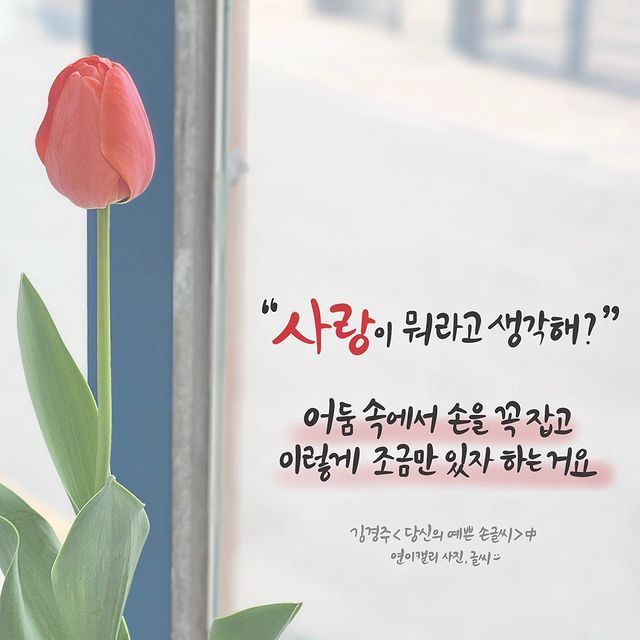 “사랑이 뭐라고 생각해?”
어둠 속에서 손을 꼭 잡고
이렇게 조금만 있자 하는 거요
김경주<당신의 예쁜 손글씨>中
연이캘리 사진, 글씨